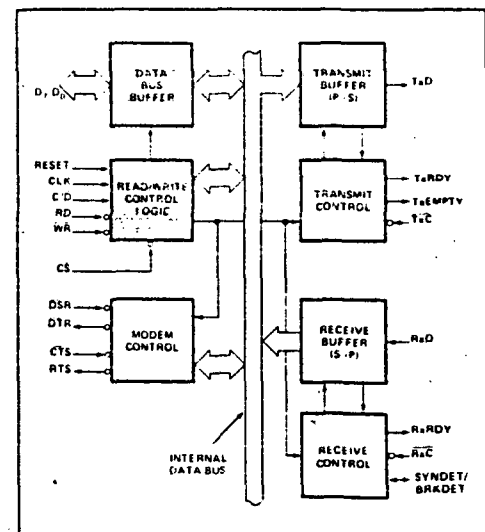 DATA
BUS
BUFFER
D7 D0
TRANSMIT
BUFFER
(P-S)
TxD
RESET
CLK
C/D
RD
WR
CS
READ/WRITE
CONTROL
LOGIC
TRANSMIT
CONTROL
TxRDY
TxEMPTY
TxC
DSR
DTR
CTS
RTS
MODEM
CONTROL
RECEIVE
BUFFER
(S-P)
RxD
INTERNAL
DATA BUS
RECEIVE
CONTROL
RxRDY
RxC
SYNDET/
BRKDET